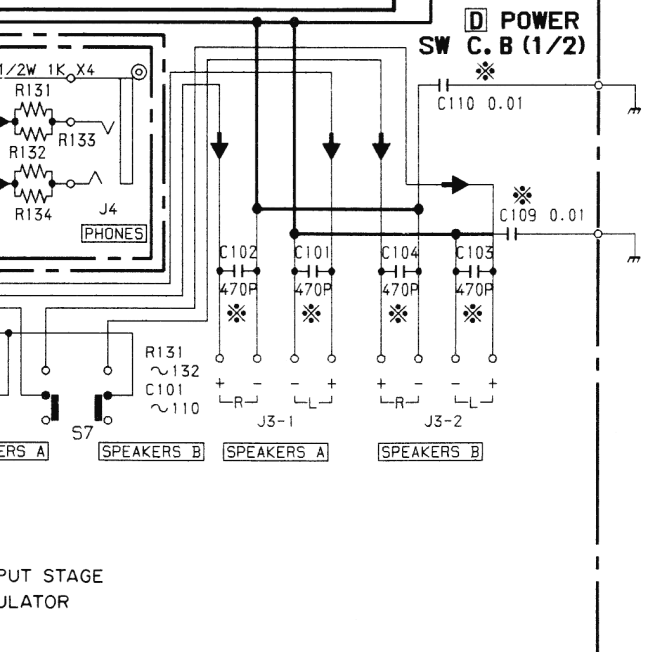 D POWER
SW C.B (1/2)
※
1/2W 1K X4
R131
R133
R132
R134
J4
PHONES
C110 0.01
※
C109 0.01
C102
C101
C104
C103
470P
470P
470P
470P
※
※
※
※
R131
~132
C101
~110
+ − − + + − − +
R
L
R
L
J3-1
J3-2
S7
ERS A
SPEAKERS B
SPEAKERS A
SPEAKERS B
PUT STAGE
ULATOR